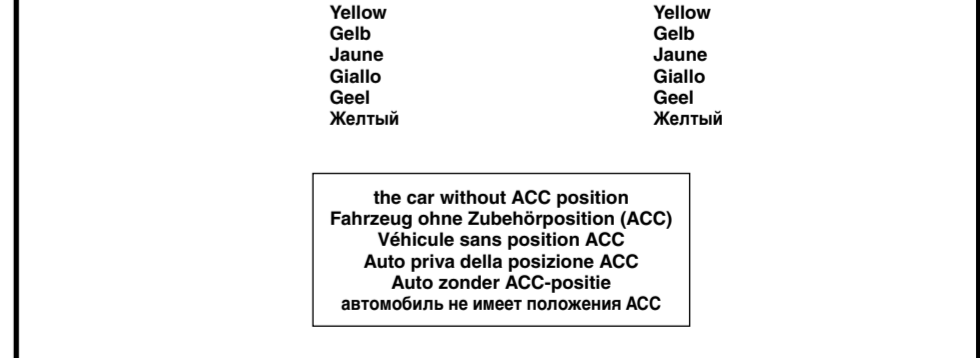 Yellow
Gelb
Jaune
Giallo
Geel
Желтый
Yellow
Gelb
Jaune
Giallo
Geel
Желтый
the car without ACC position
Fahrzeug ohne Zubehörposition (ACC)
Véhicule sans position ACC
Auto priva della posizione ACC
Auto zonder ACC-positie
автомобиль не имеет положения ACC